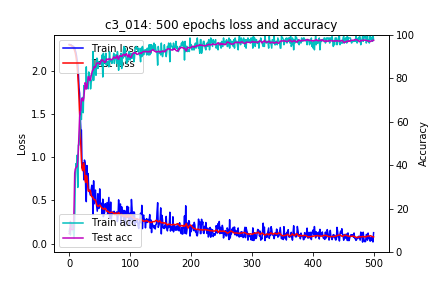 c3_014: 500 epochs loss and accuracy
Train loss
Test loss
Train acc
Test acc
Loss
2.0
1.5
1.0
0.5
0.0
Accuracy
100
80
60
40
20
0
0 100 200 300 400 500